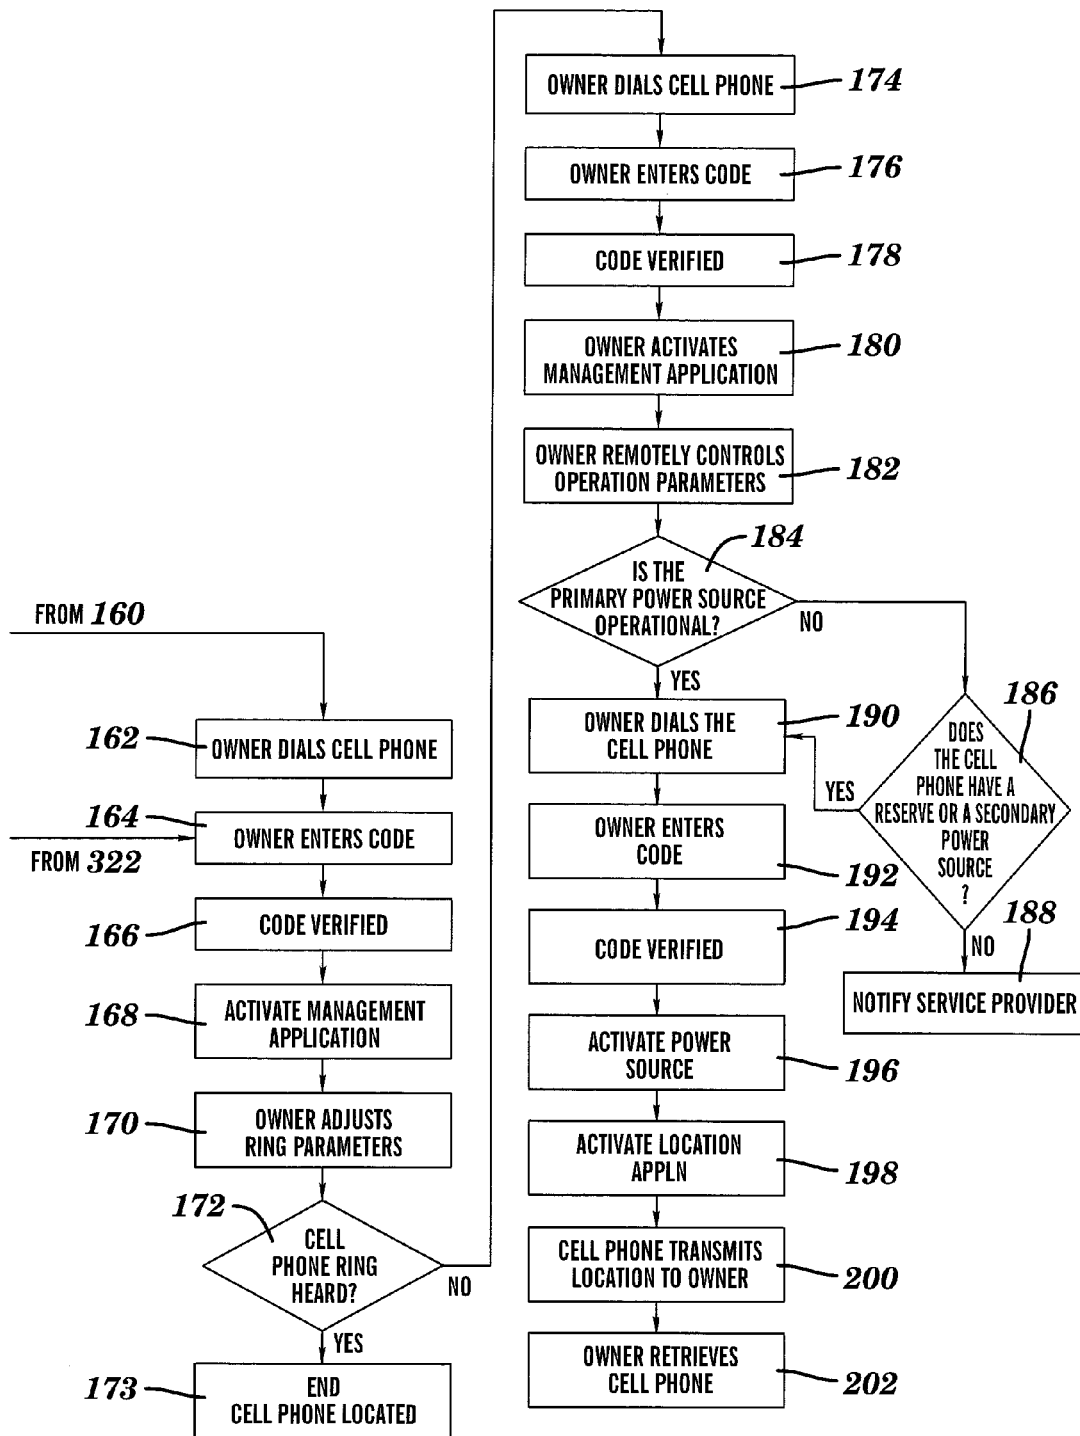 FROM 160
162
OWNER DIALS CELL PHONE
164
OWNER ENTERS CODE
FROM 322
166
CODE VERIFIED
168
ACTIVATE MANAGEMENT
APPLICATION
170
OWNER ADJUSTS
RING PARAMETERS
172
CELL
PHONE RING
HEARD?
NO
YES
173
END
CELL PHONE LOCATED
OWNER DIALS CELL PHONE
174
OWNER ENTERS CODE
176
CODE VERIFIED
178
OWNER ACTIVATES
MANAGEMENT APPLICATION
180
OWNER REMOTELY CONTROLS
OPERATION PARAMETERS
182
184
IS THE
PRIMARY POWER SOURCE
OPERATIONAL?
NO
YES
186
DOES
THE CELL
PHONE HAVE A
RESERVE OR A SECONDARY
POWER
SOURCE
?
YES
NO
188
NOTIFY SERVICE PROVIDER
OWNER DIALS THE
CELL PHONE
190
OWNER ENTERS
CODE
192
CODE VERIFIED
194
ACTIVATE POWER
SOURCE
196
ACTIVATE LOCATION
APPLN
198
CELL PHONE TRANSMITS
LOCATION TO OWNER
200
OWNER RETRIEVES
CELL PHONE
202